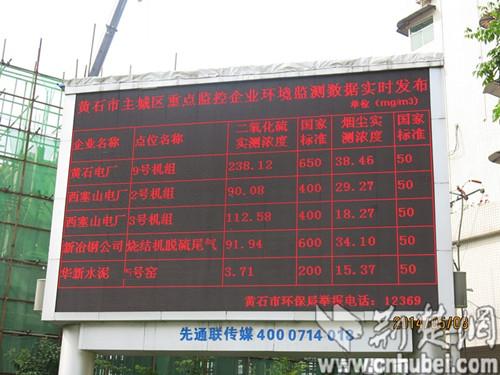 黄石市主城区重点监控企业环境监测数据实时发布
单位（mg/m3）
企业名称 点位名称 二氧化硫实测浓度 国家标准 烟尘实测浓度 国家标准
黄石电厂 9号机组 238.12 650 38.46 50
西塞山电厂 2号机组 90.08 400 29.27 50
西塞山电厂 3号机组 112.58 400 18.27 50
新冶钢公司 烧结机脱硫尾气 91.94 600 34.10 50
华新水泥 5号窑 3.71 200 15.37 50
黄石市环保局举报电话：12369
先通联传媒 400 0714 018
2014/05/06
荆楚网
www.cnhubei.com